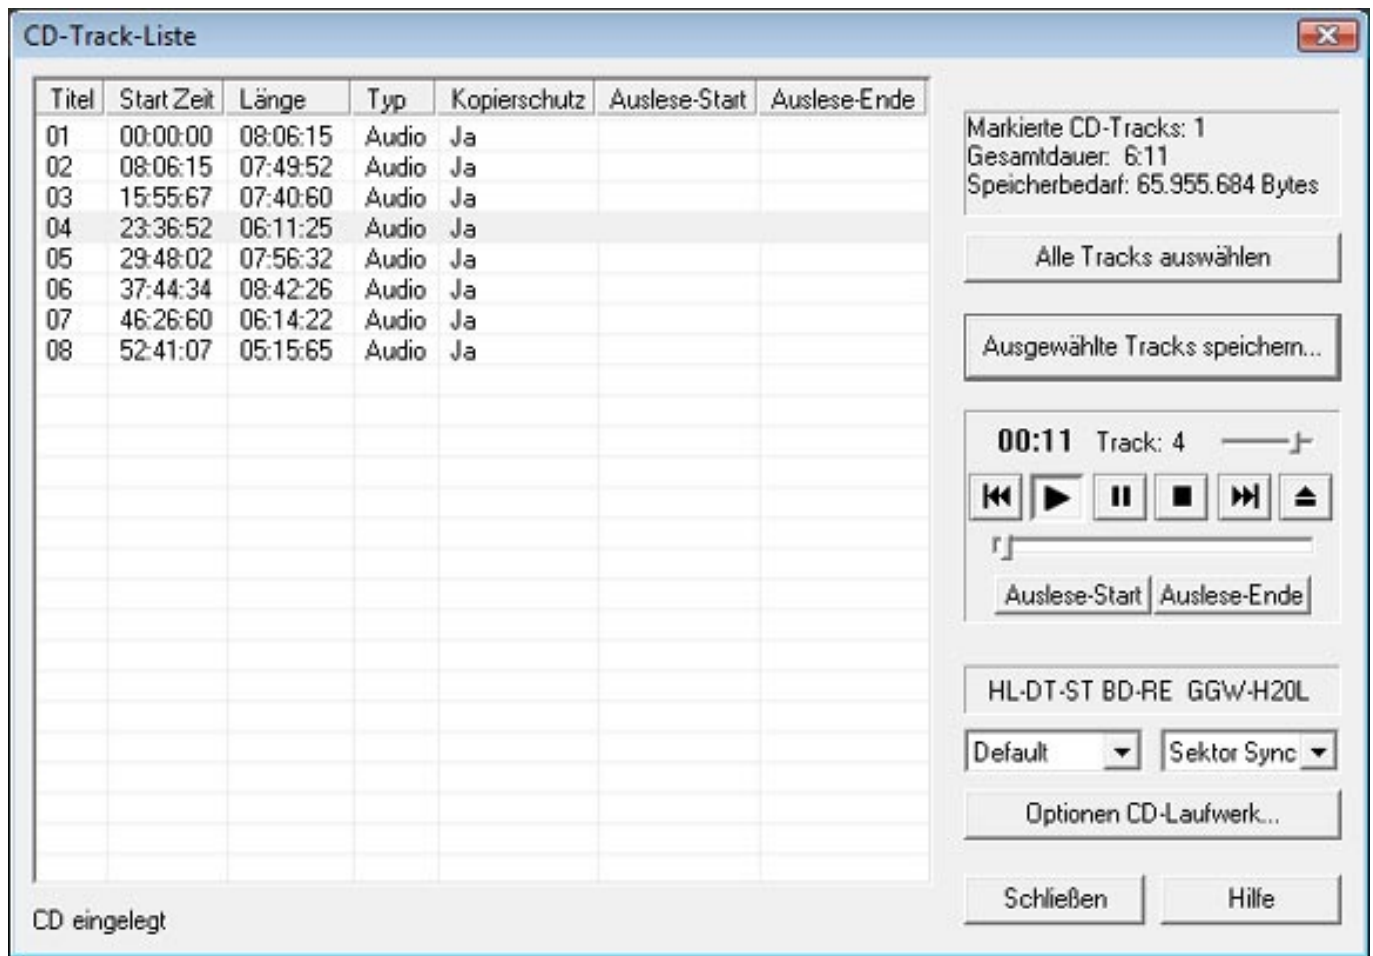 CD-Track-Liste
Titel Start Zeit Länge Typ Kopierschutz Auslese-Start Auslese-Ende
01 00:00:00 08:06:15 Audio Ja
02 08:06:15 07:49:52 Audio Ja
03 15:55:67 07:40:60 Audio Ja
04 23:36:52 06:11:25 Audio Ja
05 29:48:02 07:56:32 Audio Ja
06 37:44:34 08:42:26 Audio Ja
07 46:26:60 06:14:22 Audio Ja
08 52:41:07 05:15:65 Audio Ja
CD eingelegt
Markierte CD-Tracks: 1
Gesamtdauer: 6:11
Speicherbedarf: 65.955.684 Bytes
Alle Tracks auswählen
Ausgewählte Tracks speichern...
00:11 Track: 4
Auslese-Start Auslese-Ende
HL-DT-ST BD-RE GGW-H20L
Default Sektor Sync
Optionen CD-Laufwerk...
Schließen Hilfe